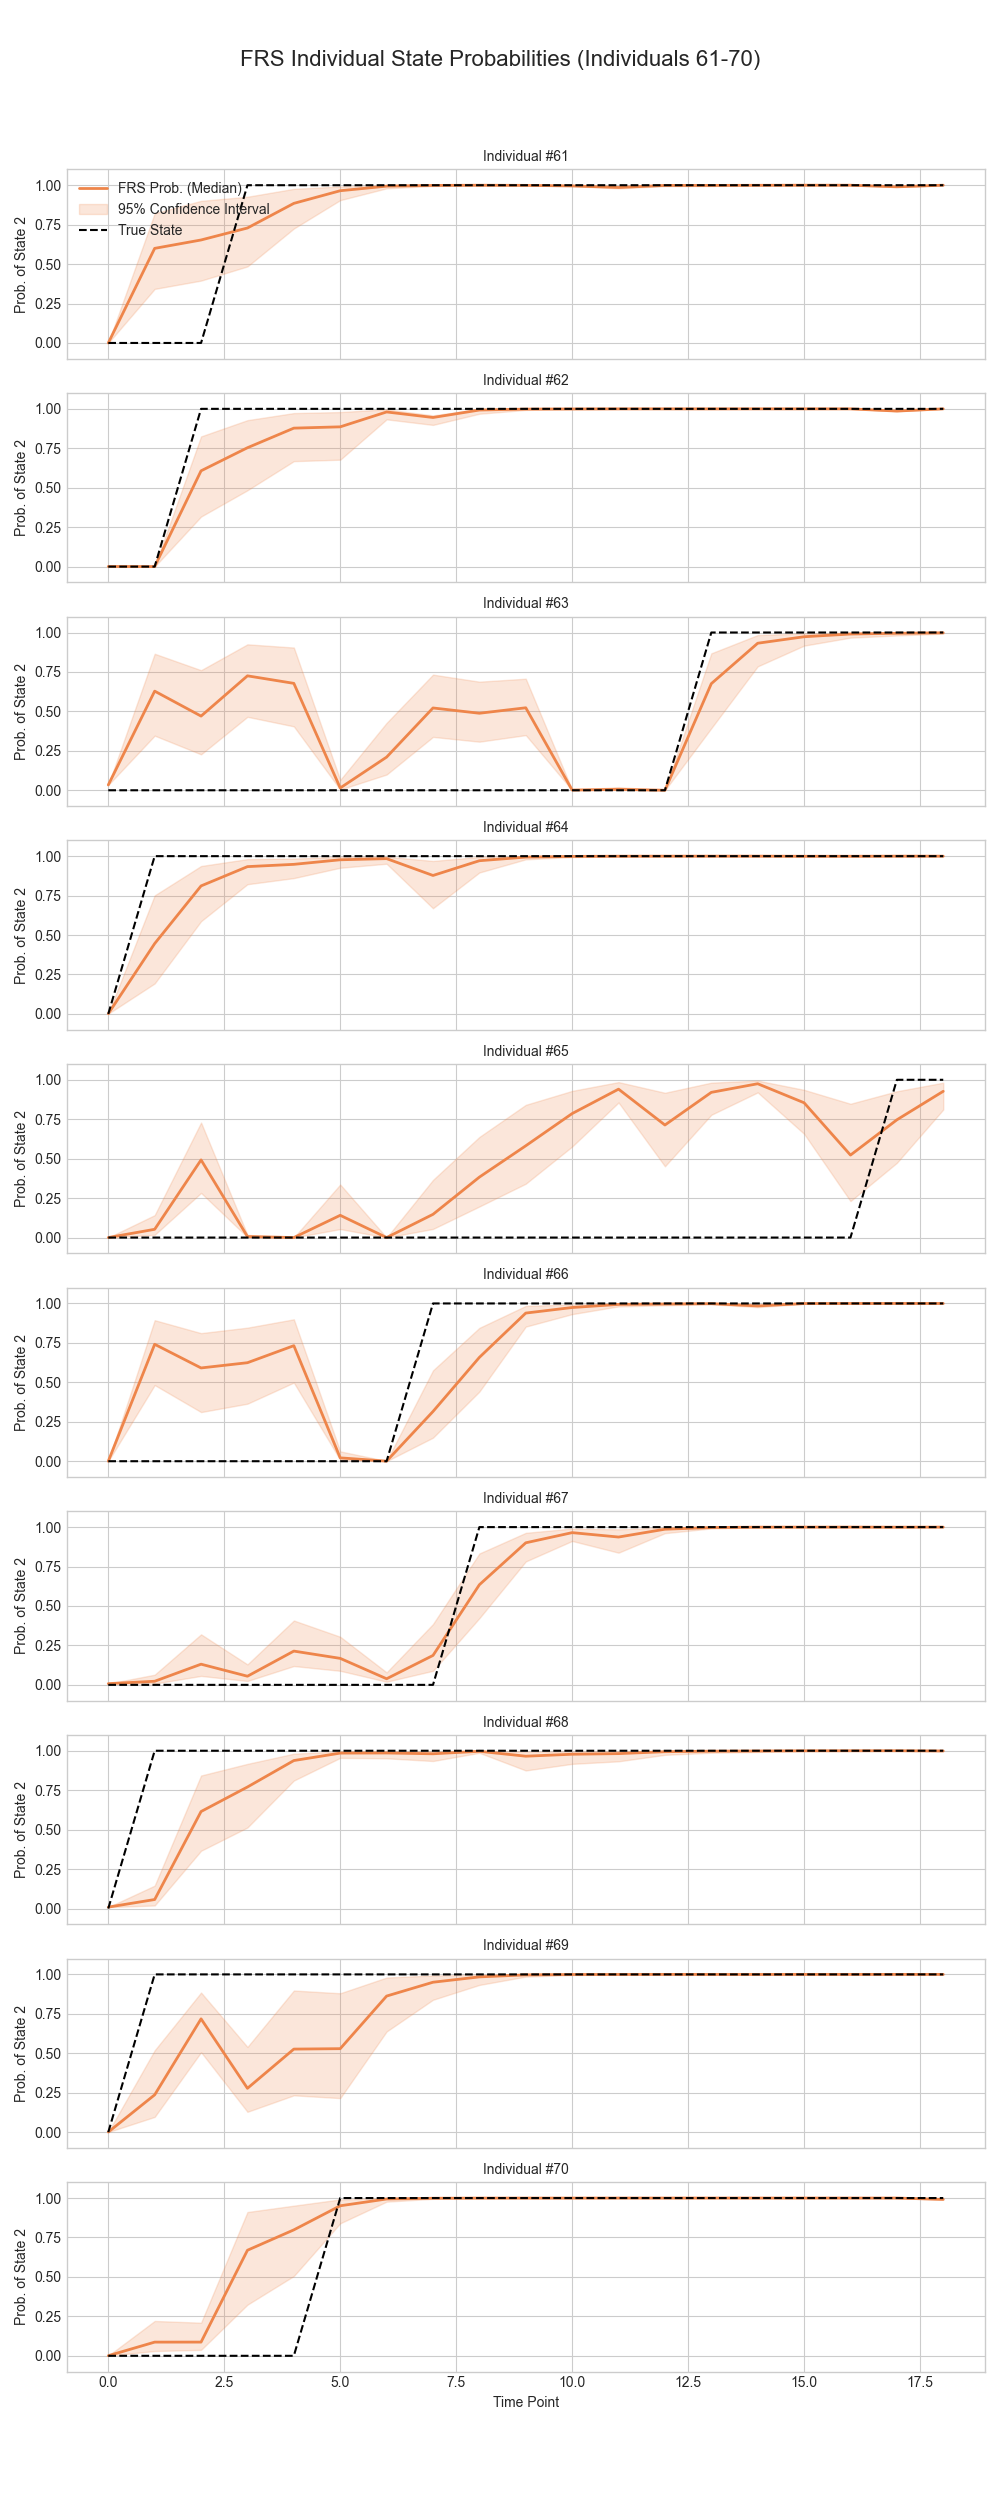 FRS Individual State Probabilities (Individuals 61-70)
Individual #61
FRS Prob. (Median)
95% Confidence Interval
True State
Prob. of State 2
1.00
0.75
0.50
0.25
0.00
Individual #62
Prob. of State 2
1.00
0.75
0.50
0.25
0.00
Individual #63
Prob. of State 2
1.00
0.75
0.50
0.25
0.00
Individual #64
Prob. of State 2
1.00
0.75
0.50
0.25
0.00
Individual #65
Prob. of State 2
1.00
0.75
0.50
0.25
0.00
Individual #66
Prob. of State 2
1.00
0.75
0.50
0.25
0.00
Individual #67
Prob. of State 2
1.00
0.75
0.50
0.25
0.00
Individual #68
Prob. of State 2
1.00
0.75
0.50
0.25
0.00
Individual #69
Prob. of State 2
1.00
0.75
0.50
0.25
0.00
Individual #70
Prob. of State 2
1.00
0.75
0.50
0.25
0.00
0.0 2.5 5.0 7.5 10.0 12.5 15.0 17.5
Time Point